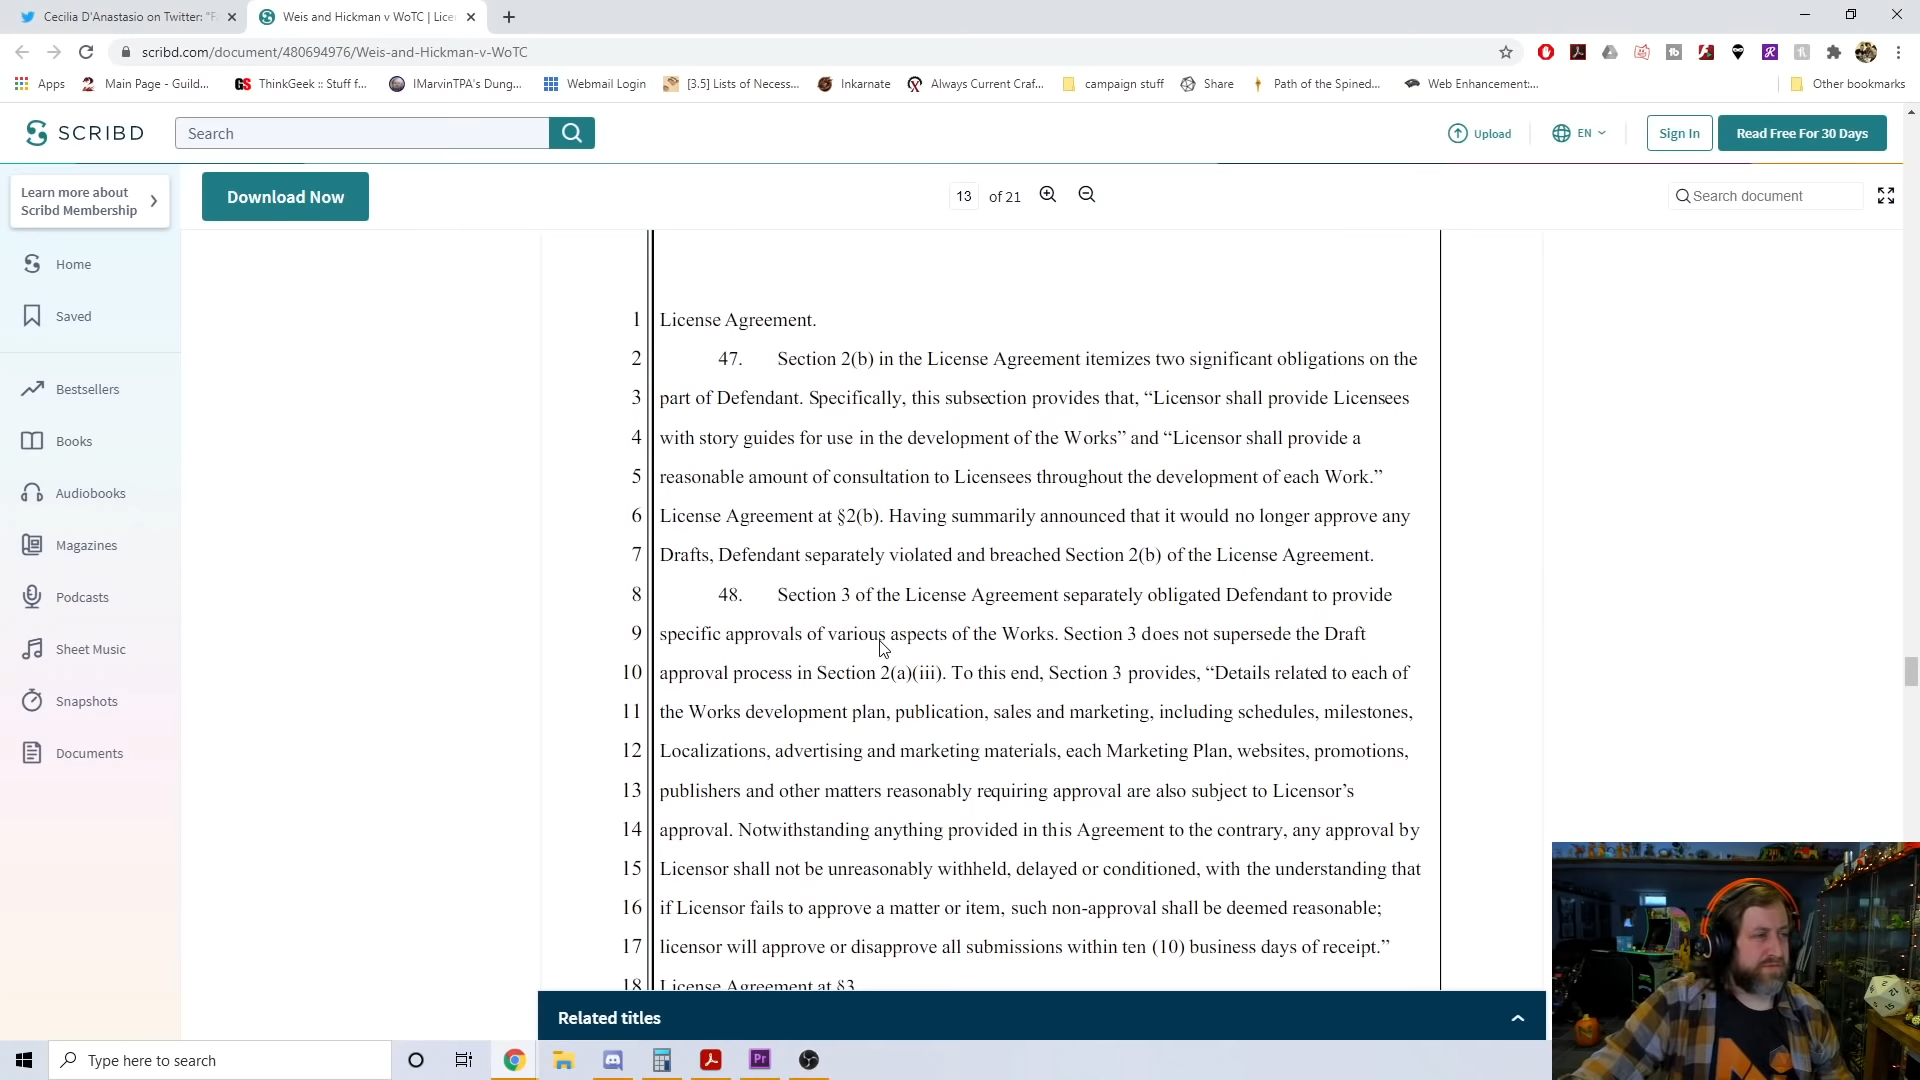 Cecilia D'Anastasio on Twitter: "F
Weis and Hickman v WoTC | Lice
scribd.com/document/480694976/Weis-and-Hickman-v-WoTC
Apps
Main Page - Guild...
ThinkGeek :: Stuff f...
IMarvinTPA's Dung...
Webmail Login
[3.5] Lists of Necess...
Inkarnate
Always Current Craf...
campaign stuff
Share
Path of the Spined...
Web Enhancement:...
Other bookmarks
SCRIBD
Search
Upload
EN
Sign In
Read Free For 30 Days
Learn more about
Scribd Membership
Download Now
13 of 21
Search document
Home
Saved
Bestsellers
Books
Audiobooks
Magazines
Podcasts
Sheet Music
Snapshots
Documents
1 License Agreement.
2 47. Section 2(b) in the License Agreement itemizes two significant obligations on the
3 part of Defendant. Specifically, this subsection provides that, “Licensor shall provide Licensees
4 with story guides for use in the development of the Works” and “Licensor shall provide a
5 reasonable amount of consultation to Licensees throughout the development of each Work.”
6 License Agreement at §2(b). Having summarily announced that it would no longer approve any
7 Drafts, Defendant separately violated and breached Section 2(b) of the License Agreement.
8 48. Section 3 of the License Agreement separately obligated Defendant to provide
9 specific approvals of various aspects of the Works. Section 3 does not supersede the Draft
10 approval process in Section 2(a)(iii). To this end, Section 3 provides, “Details related to each of
11 the Works development plan, publication, sales and marketing, including schedules, milestones,
12 Localizations, advertising and marketing materials, each Marketing Plan, websites, promotions,
13 publishers and other matters reasonably requiring approval are also subject to Licensor’s
14 approval. Notwithstanding anything provided in this Agreement to the contrary, any approval by
15 Licensor shall not be unreasonably withheld, delayed or conditioned, with the understanding that
16 if Licensor fails to approve a matter or item, such non-approval shall be deemed reasonable;
17 licensor will approve or disapprove all submissions within ten (10) business days of receipt.”
18 License Agreement at §3
Related titles
Type here to search
Pr